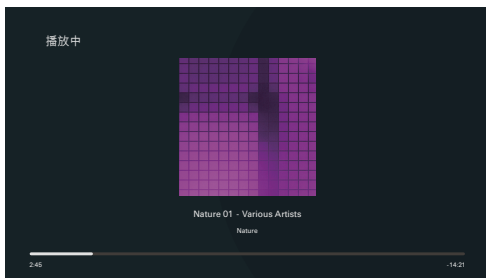 播放中
Nature 01 - Various Artists
Nature
2:45
-14:21